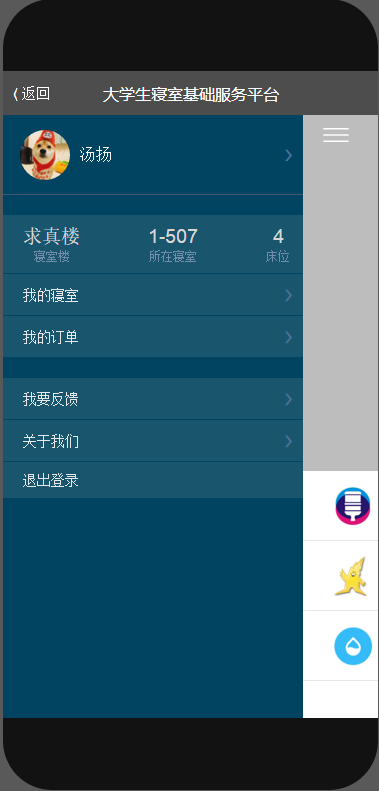 返回 大学生寝室基础服务平台
汤扬
求真楼 1-507 4
寝室楼 所在寝室 床位
我的寝室
我的订单
我要反馈
关于我们
退出登录